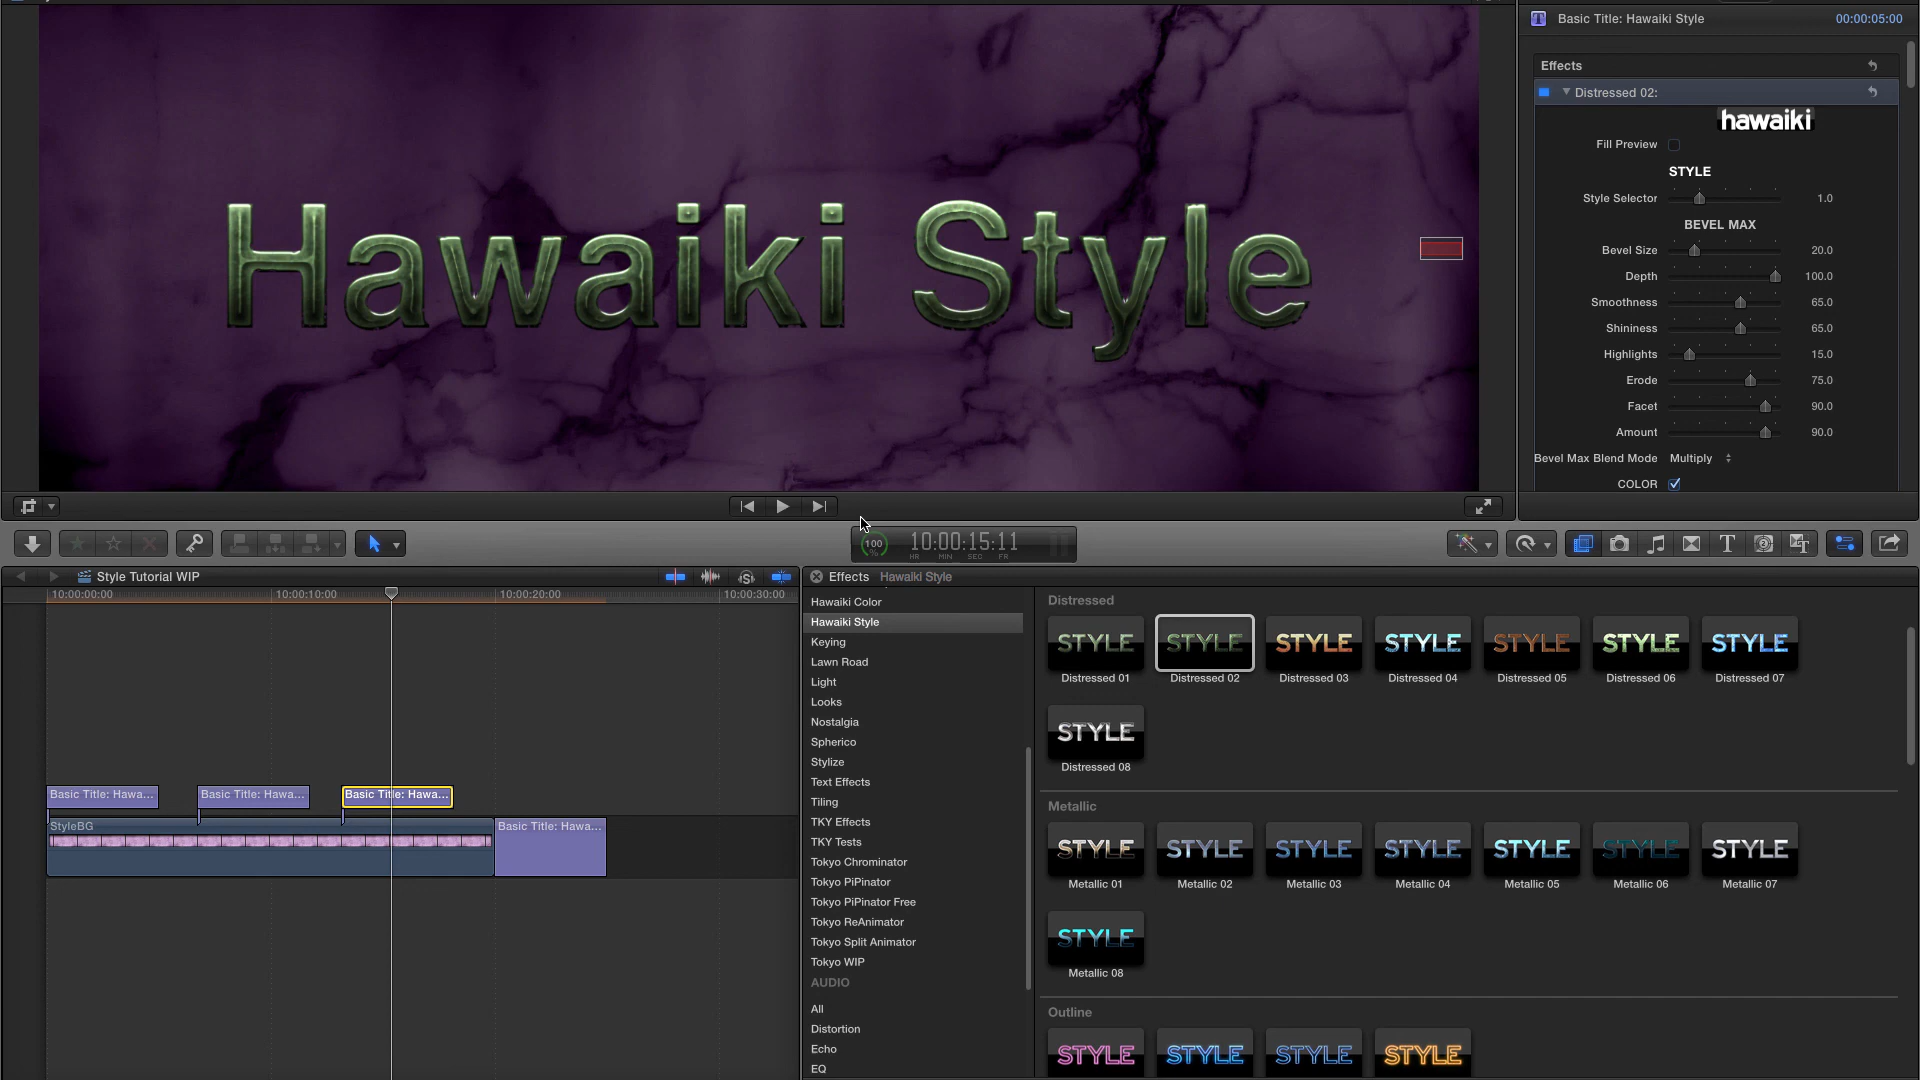 Hawaiki Style
Basic Title: Hawaiki Style
00:00:05:00
Effects
Distressed 02:
hawaiki
Fill Preview
STYLE
Style Selector 1.0
BEVEL MAX
Bevel Size 20.0
Depth 100.0
Smoothness 65.0
Shininess 65.0
Highlights 15.0
Erode 75.0
Facet 90.0
Amount 90.0
Bevel Max Blend Mode Multiply
COLOR
100
%
10:00:15:11
HR MIN SEC FR
Style Tutorial WIP
10:00:00:00
10:00:10:00
10:00:20:00
10:00:30:00
Basic Title: Hawa...
Basic Title: Hawa...
Basic Title: Hawa...
StyleBG
Basic Title: Hawa...
Effects Hawaiki Style
Hawaiki Color
Hawaiki Style
Keying
Lawn Road
Light
Looks
Nostalgia
Spherico
Stylize
Text Effects
Tiling
TKY Effects
TKY Tests
Tokyo Chrominator
Tokyo PiPinator
Tokyo PiPinator Free
Tokyo ReAnimator
Tokyo Split Animator
Tokyo WIP
AUDIO
All
Distortion
Echo
EQ
Distressed
STYLE STYLE STYLE STYLE STYLE STYLE STYLE
Distressed 01 Distressed 02 Distressed 03 Distressed 04 Distressed 05 Distressed 06 Distressed 07
STYLE
Distressed 08
Metallic
STYLE STYLE STYLE STYLE STYLE STYLE STYLE
Metallic 01 Metallic 02 Metallic 03 Metallic 04 Metallic 05 Metallic 06 Metallic 07
STYLE
Metallic 08
Outline
STYLE STYLE STYLE STYLE